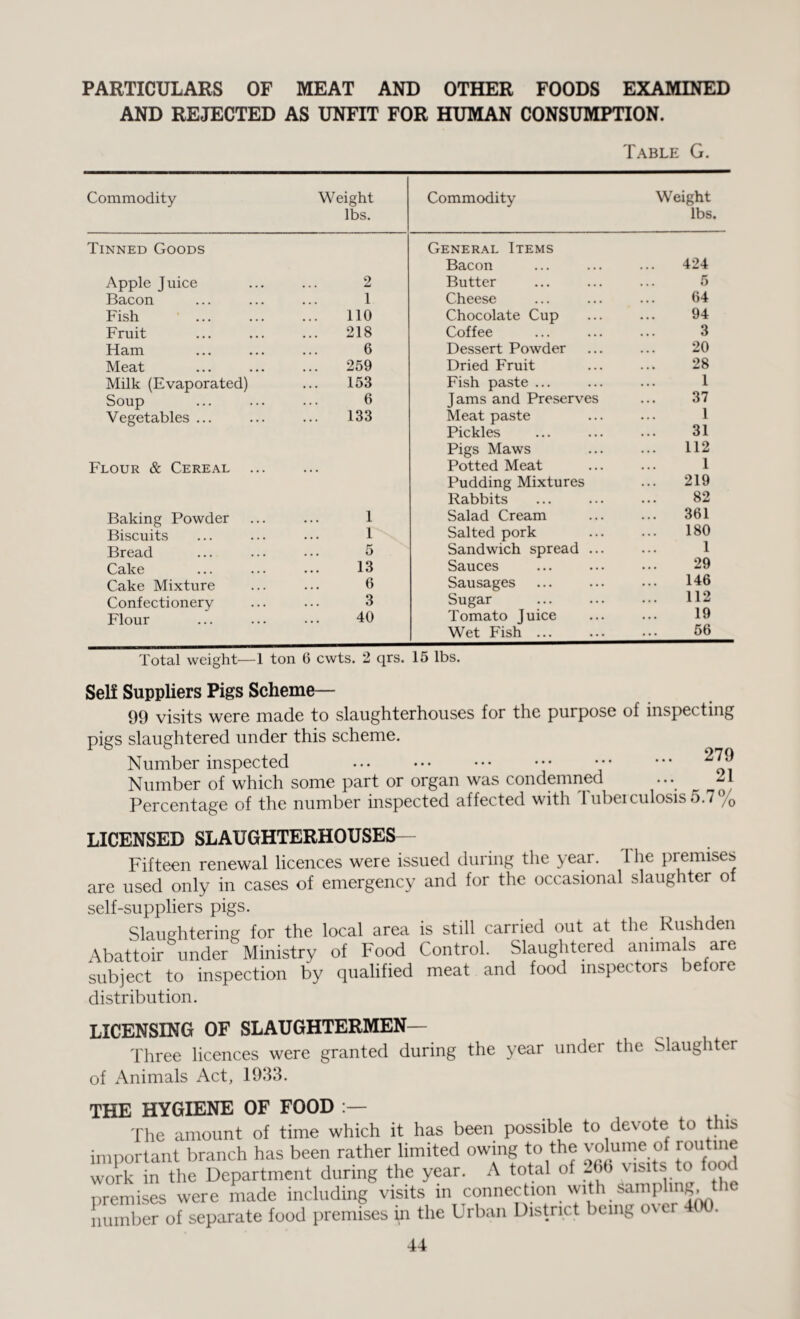 PARTICULARS OF MEAT AND OTHER FOODS EXAMINED
AND REJECTED AS UNFIT FOR HUMAN CONSUMPTION.
TABLE G.
Commodity Weight
lbs.
TINNED GOODS
Apple Juice ... ... 2
Bacon ... ... ... 1
Fish ... ... ... 110
Fruit ... ... ... 218
Ham ... ... ... 6
Meat ... ... ... 259
Milk (Evaporated) ... 153
Soup ... ... ... 6
Vegetables ... ... ... 133
FLOUR & CEREAL ... ...
Baking Powder ... ... 1
Biscuits ... ... ... 1
Bread ... ... ... 5
Cake ... ... ... 13
Cake Mixture ... ... 6
Confectionery ... ... 3
Flour ... ... ... 40
Commodity Weight
lbs.
GENERAL ITEMS
Bacon ... ... ... 424
Butter ... ... ... 5
Cheese ... ... ... 64
Chocolate Cup ... ... 94
Coffee ... ... ... 3
Dessert Powder ... ... 20
Dried Fruit ... ... 28
Fish paste ... ... ... 1
Jams and Preserves ... 37
Meat paste ... ... 1
Pickles ... ... ... 31
Pigs Maws ... ... 112
Potted Meat ... ... 1
Pudding Mixtures ... 219
Rabbits ... ... ... 82
Salad Cream ... ... 361
Salted pork ... ... 180
Sandwich spread ... ... 1
Sauces ... ... ... 29
Sausages ... ... ... 146
Sugar ... ... ... 112
Tomato Juice ... ... 19
Wet Fish ... ... ... 56
Total weight—1 ton 6 cwts. 2 qrs. 15 lbs.
Self Suppliers Pigs Scheme—
99 visits were made to slaughterhouses for the purpose of inspecting
pigs slaughtered under this scheme.
Number inspected ... ... ... ... ... ... 279
Number of which some part or organ was condemned ... 21
Percentage of the number inspected affected with Tuberculosis 5.7%
LICENSED SLAUGHTERHOUSES—
Fifteen renewal licences were issued during the year. The premises
are used only in cases of emergency and for the occasional slaughter of
self-suppliers pigs.
Slaughtering for the local area is still carried out at the Rushden
Abattoir under Ministry of Food Control. Slaughtered animals are
subject to inspection by qualified meat and food inspectors before
distribution.
LICENSING OF SLAUGHTERMEN—
Three licences were granted during the year under the Slaughter
of Animals Act, 1933.
THE HYGIENE OF FOOD :—
The amount of time which it has been possible to devote to this
important branch has been rather limited owing to the volume of routine
work in the Department during the year. A total of 266 visits to food
premises were made including visits in connection with sampling, the
number of separate food premises in the Urban District being over 400.
44